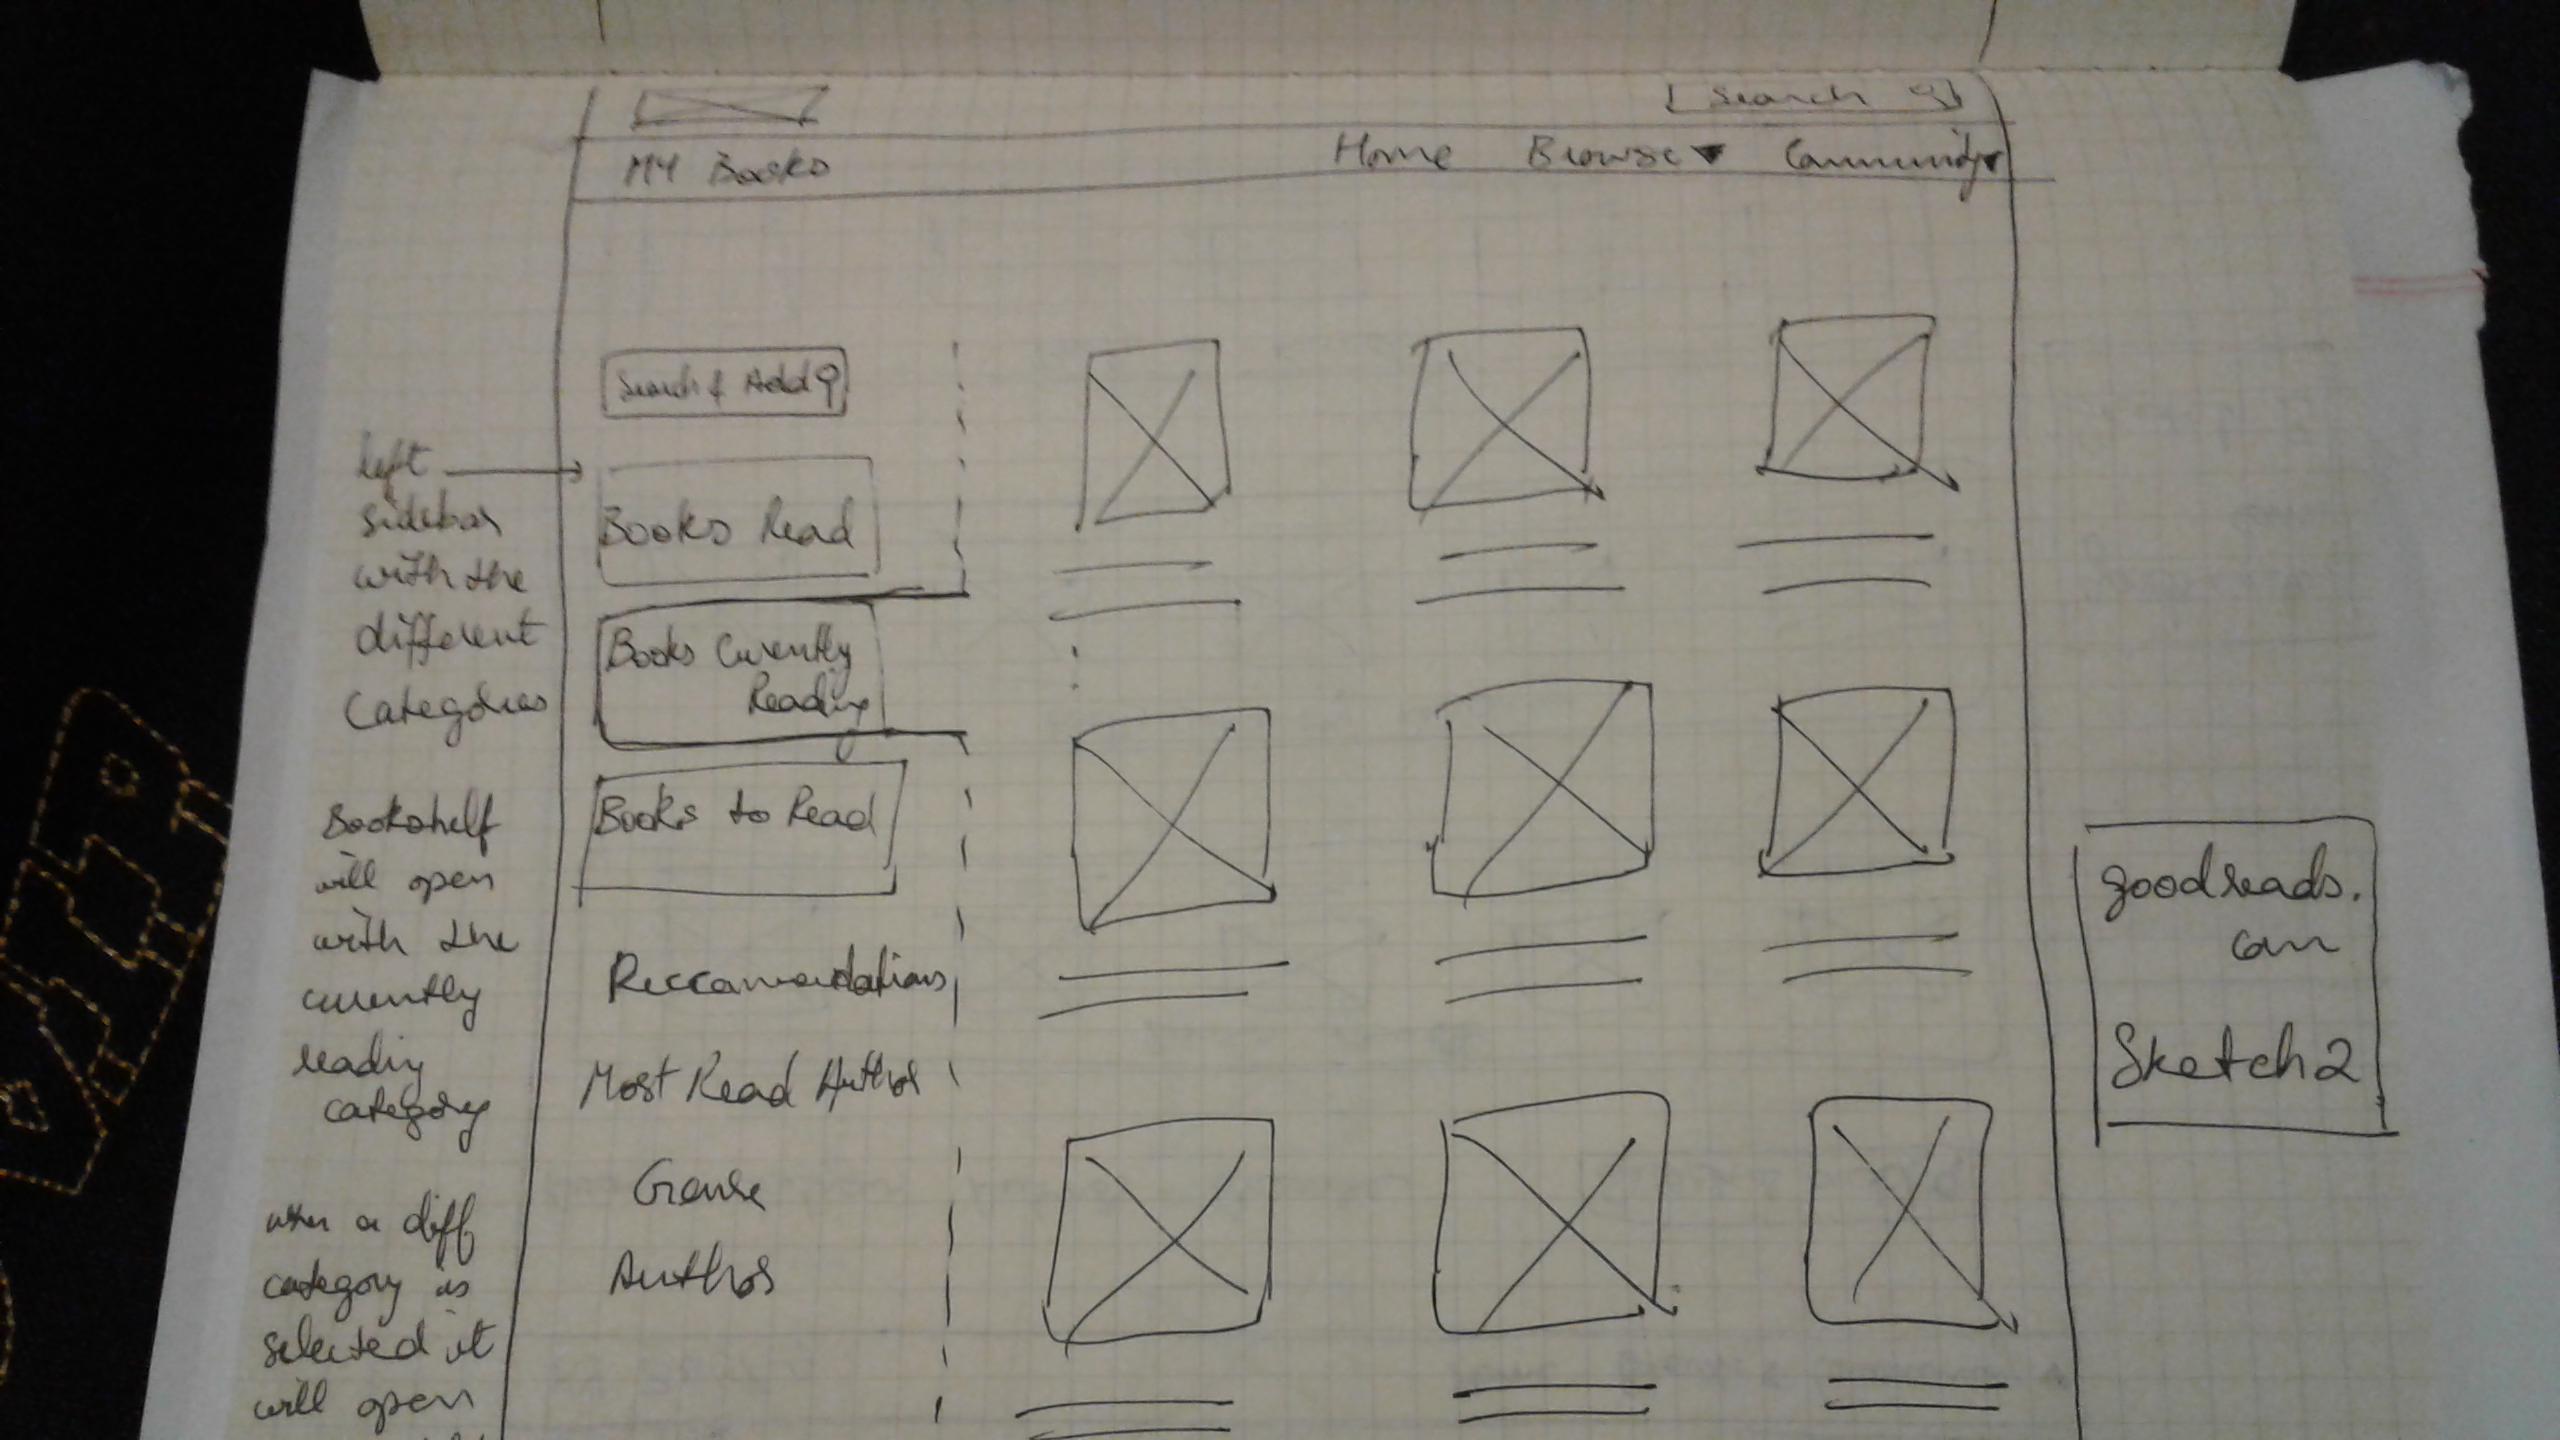 Search
My Books Home Browse Community
Search & Add
Books Read
Books Currently
Reading
Books to Read
Reccomendations
Most Read Author
Genre
Author
left
sidebar
with the
different
Categories
Bookshelf
will open
with the
currently
reading
category
when a diff
category is
selected it
will open
goodreads.
com
Sketch 2